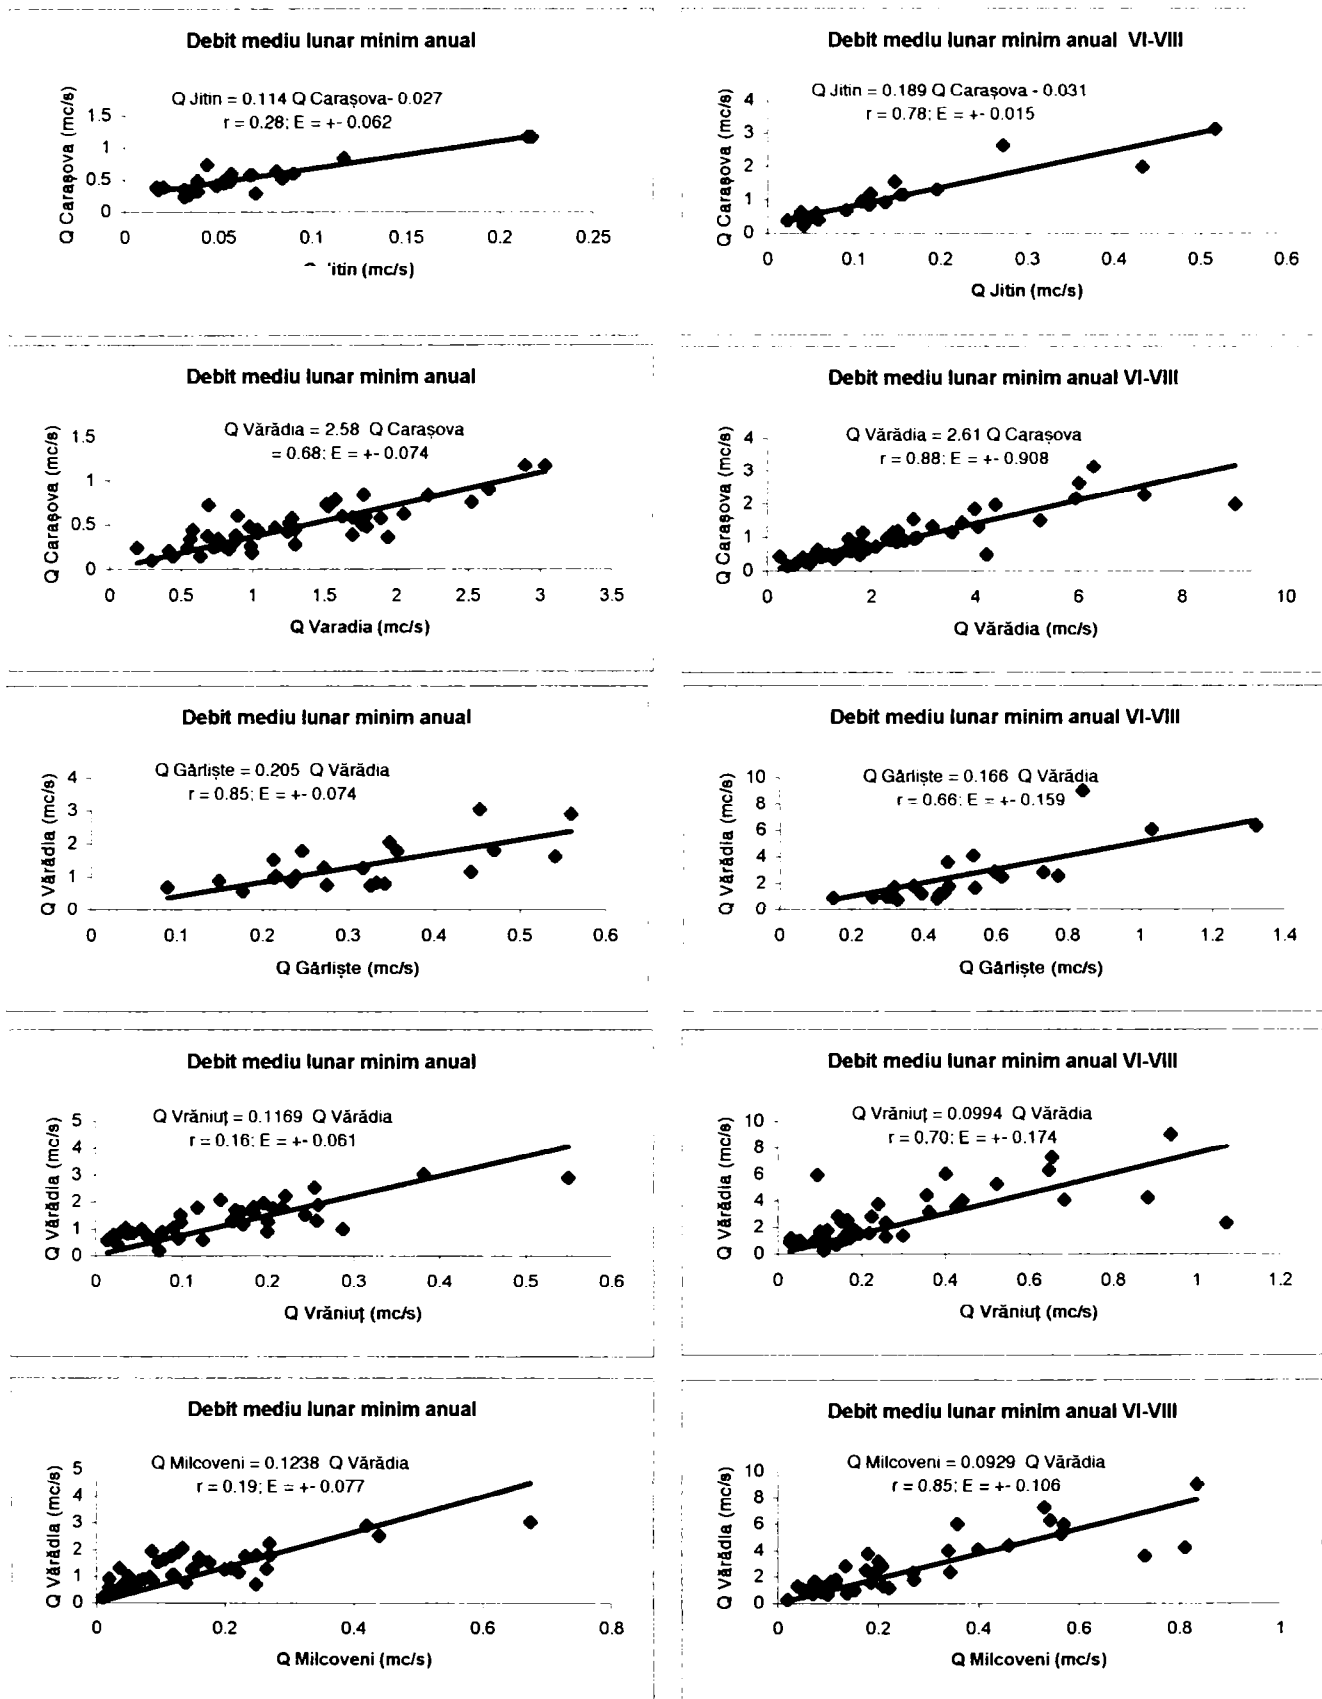 Debit mediu lunar minim anual
Q Jitin = 0.114 Q Carașova- 0.027
r = 0.28; E = +- 0.062
Q Carașova (mc/s)
1.5
1
0.5
0
0 0.05 0.1 0.15 0.2 0.25
itin (mc/s)
Debit mediu lunar minim anual VI-VIII
Q Jitin = 0.189 Q Carașova - 0.031
r = 0.78; E = +- 0.015
Q Carașova (mc/s)
4
3
2
1
0
0 0.1 0.2 0.3 0.4 0.5 0.6
Q Jitin (mc/s)
Debit mediu lunar minim anual
Q Vărădia = 2.58 Q Carașova
= 0.68; E = +- 0.074
Q Carașova (mc/s)
1.5
1
0.5
0
0 0.5 1 1.5 2 2.5 3 3.5
Q Varadia (mc/s)
Debit mediu lunar minim anual VI-VIII
Q Vărădia = 2.61 Q Carașova
r = 0.88; E = +- 0.908
Q Carașova (mc/s)
4
3
2
1
0
0 2 4 6 8 10
Q Vărădia (mc/s)
Debit mediu lunar minim anual
Q Gârliște = 0.205 Q Vărădia
r = 0.85; E = +- 0.074
Q Vărădia (mc/s)
4
3
2
1
0
0 0.1 0.2 0.3 0.4 0.5 0.6
Q Gârliște (mc/s)
Debit mediu lunar minim anual VI-VIII
Q Gârliște = 0.166 Q Vărădia
r = 0.66; E = +- 0.159
Q Vărădia (mc/s)
10
8
6
4
2
0
0 0.2 0.4 0.6 0.8 1 1.2 1.4
Q Gârliște (mc/s)
Debit mediu lunar minim anual
Q Vrăniuț = 0.1169 Q Vărădia
r = 0.16; E = +- 0.061
Q Vărădia (mc/s)
5
4
3
2
1
0
0 0.1 0.2 0.3 0.4 0.5 0.6
Q Vrăniuț (mc/s)
Debit mediu lunar minim anual VI-VIII
Q Vrăniuț = 0.0994 Q Vărădia
r = 0.70; E = +- 0.174
Q Vărădia (mc/s)
10
8
6
4
2
0
0 0.2 0.4 0.6 0.8 1 1.2
Q Vrăniuț (mc/s)
Debit mediu lunar minim anual
Q Milcoveni = 0.1238 Q Vărădia
r = 0.19; E = +- 0.077
Q Vărădia (mc/s)
5
4
3
2
1
0
0 0.2 0.4 0.6 0.8
Q Milcoveni (mc/s)
Debit mediu lunar minim anual VI-VIII
Q Milcoveni = 0.0929 Q Vărădia
r = 0.85; E = +- 0.106
Q Vărădia (mc/s)
10
8
6
4
2
0
0 0.2 0.4 0.6 0.8 1
Q Milcoveni (mc/s)